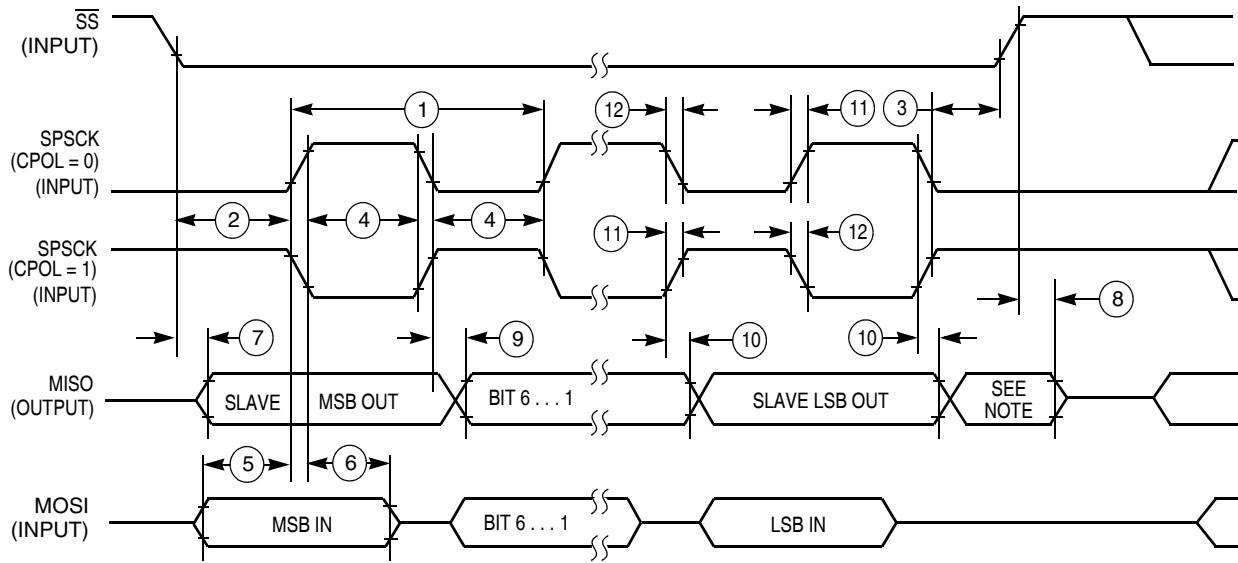 SS
(INPUT)
1
12
11
3
SPSCK
(CPOL = 0)
(INPUT)
2
4
4
11
12
SPSCK
(CPOL = 1)
(INPUT)
8
7
9
10
10
MISO
(OUTPUT)
SLAVE
MSB OUT
BIT 6 . . . 1
SLAVE LSB OUT
SEE
NOTE
5
6
MOSI
(INPUT)
MSB IN
BIT 6 . . . 1
LSB IN